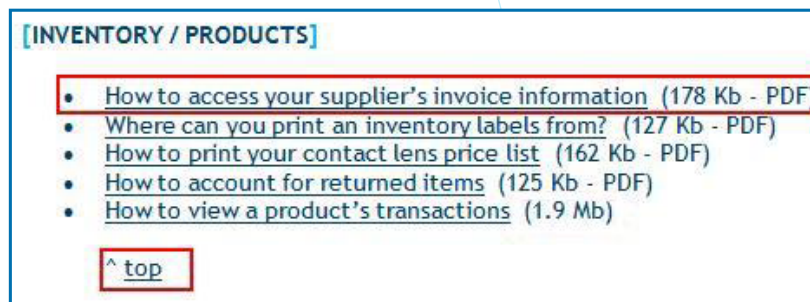 [INVENTORY / PRODUCTS]
• How to access your supplier's invoice information (178 Kb - PDF
• Where can you print an inventory labels from? (127 Kb - PDF)
• How to print your contact lens price list (162 Kb - PDF)
• How to account for returned items (125 Kb - PDF)
• How to view a product's transactions (1.9 Mb)
^ top